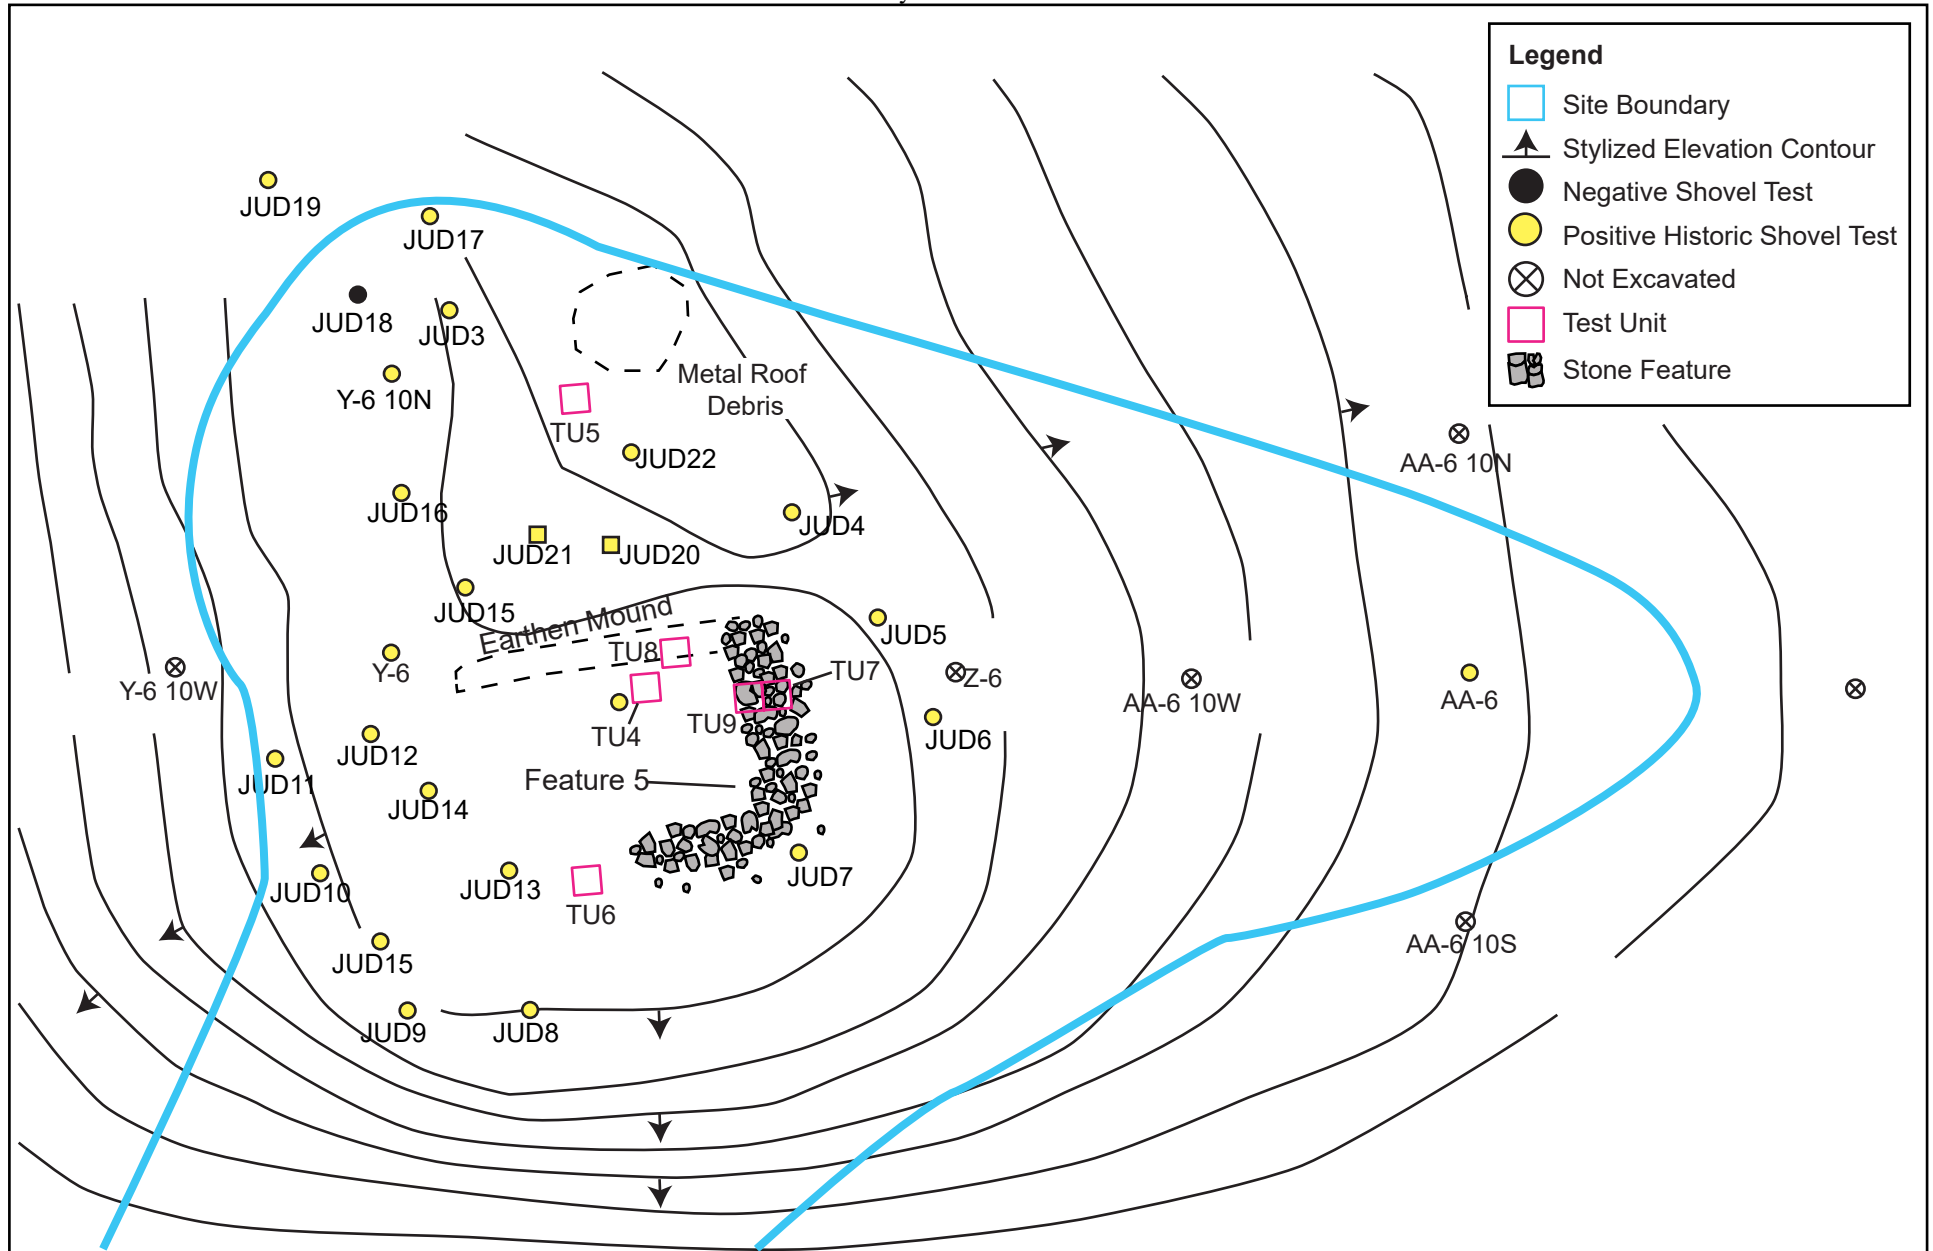 Legend
Site Boundary
Stylized Elevation Contour
Negative Shovel Test
Positive Historic Shovel Test
Not Excavated
Test Unit
Stone Feature
JUD19
JUD17
JUD18
JUD3
Metal Roof
Debris
Y-6 10N
TU5
JUD22
AA-6 10N
JUD16
JUD4
JUD21
JUD20
JUD15
Earthen Mound
JUD5
TU8
Y-6
TU7
Z-6
Y-6 10W
AA-6 10W
AA-6
TU9
TU4
JUD6
JUD12
JUD11
Feature 5
JUD14
JUD7
JUD10
JUD13
TU6
AA-6 10S
JUD15
JUD9
JUD8